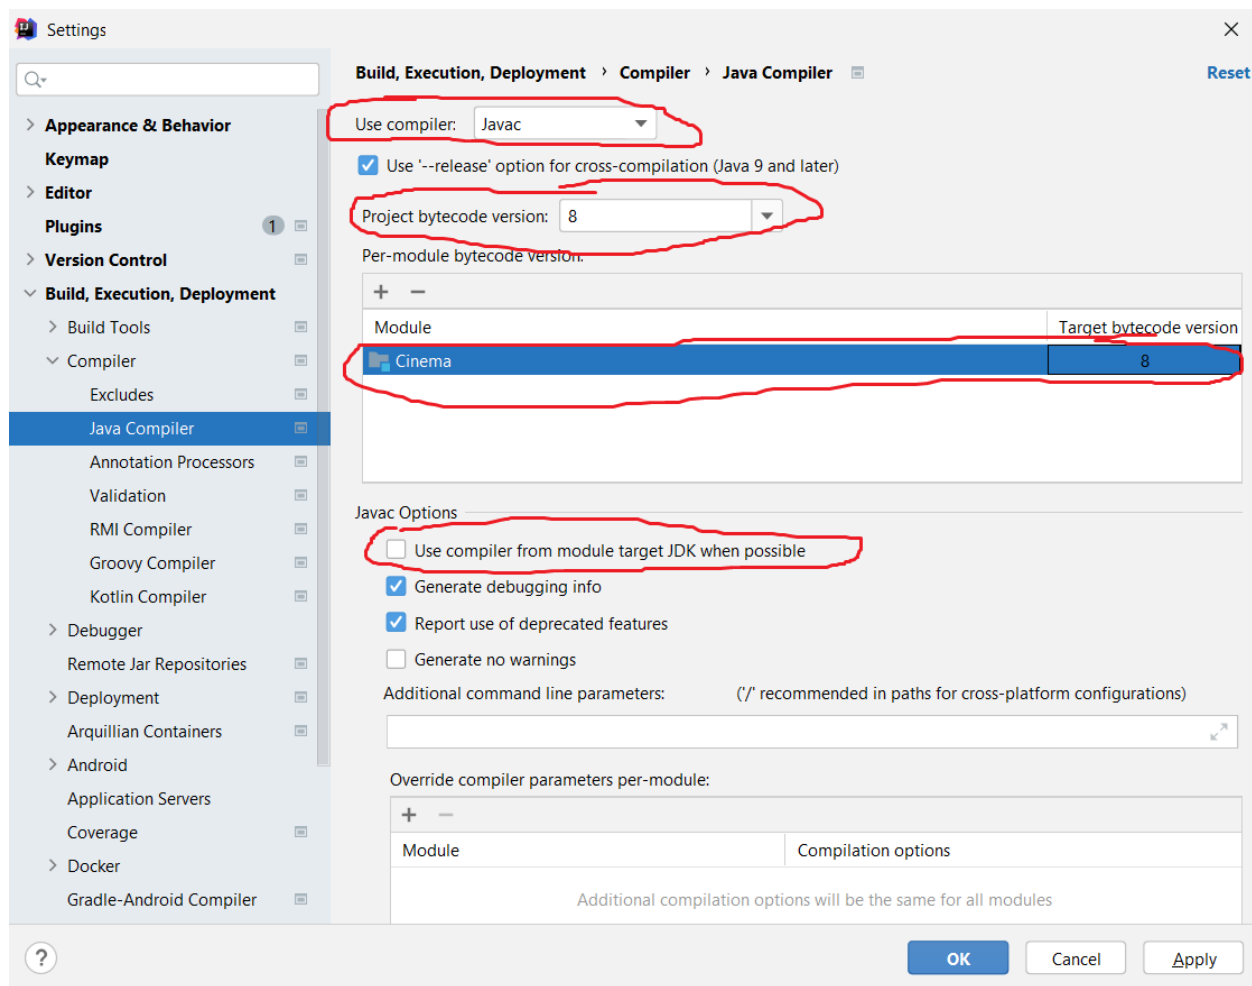 Settings
Build, Execution, Deployment › Compiler › Java Compiler
Reset
Appearance & Behavior
Keymap
Editor
Plugins 1
Version Control
Build, Execution, Deployment
Build Tools
Compiler
Excludes
Java Compiler
Annotation Processors
Validation
RMI Compiler
Groovy Compiler
Kotlin Compiler
Debugger
Remote Jar Repositories
Deployment
Arquillian Containers
Android
Application Servers
Coverage
Docker
Gradle-Android Compiler
Use compiler: Javac
Use '--release' option for cross-compilation (Java 9 and later)
Project bytecode version: 8
Per-module bytecode version:
Module Target bytecode version
Cinema 8
Javac Options
Use compiler from module target JDK when possible
Generate debugging info
Report use of deprecated features
Generate no warnings
Additional command line parameters: ('/' recommended in paths for cross-platform configurations)
Override compiler parameters per-module:
Module Compilation options
Additional compilation options will be the same for all modules
? OK Cancel Apply